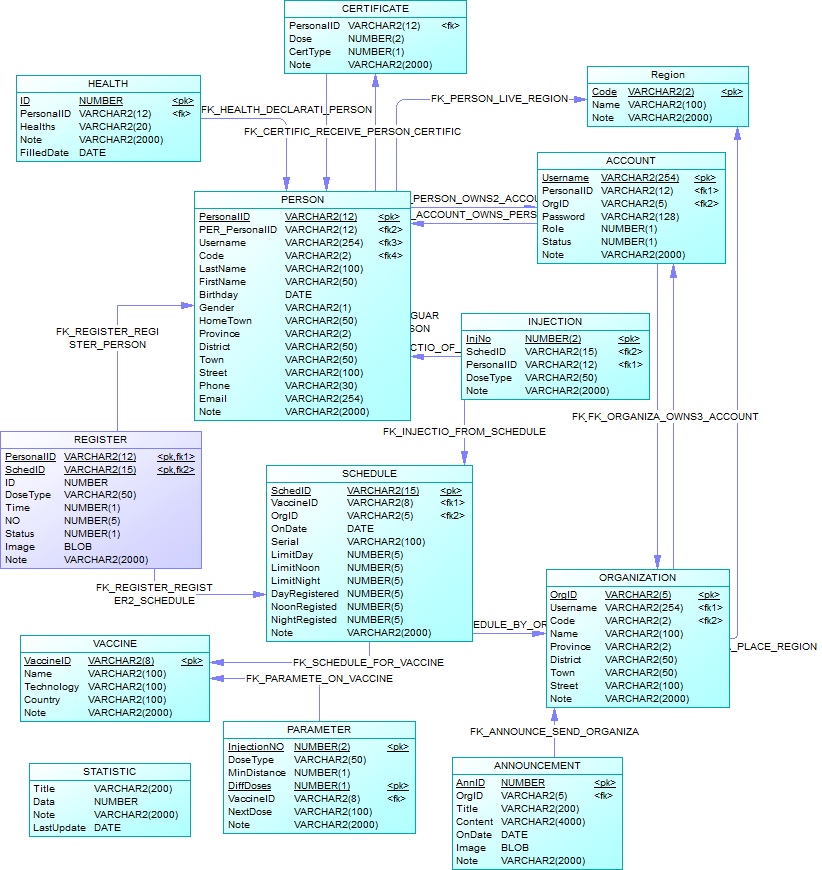 CERTIFICATE
PersonalID VARCHAR2(12) <fk>
Dose NUMBER(2)
CertType NUMBER(1)
Note VARCHAR2(2000)
HEALTH
ID NUMBER <pk>
PersonalID VARCHAR2(12) <fk>
Healths VARCHAR2(20)
Note VARCHAR2(2000)
FilledDate DATE
Region
Code VARCHAR2(2) <pk>
Name VARCHAR2(100)
Note VARCHAR2(2000)
FK_PERSON_LIVE_REGION
FK_HEALTH_DECLARATI_PERSON
FK_CERTIFIC_RECEIVE_PERSON_CERTIFIC
ACCOUNT
Username VARCHAR2(254) <pk>
PersonalID VARCHAR2(12) <fk1>
OrgID VARCHAR2(5) <fk2>
Password VARCHAR2(128)
Role NUMBER(1)
Status NUMBER(1)
Note VARCHAR2(2000)
_PERSON_OWNS2_ACCOU
_ACCOUNT_OWNS_PERS
PERSON
PersonalID VARCHAR2(12) <pk>
PER_PersonalID VARCHAR2(12) <fk2>
Username VARCHAR2(254) <fk3>
Code VARCHAR2(2) <fk4>
LastName VARCHAR2(100)
FirstName VARCHAR2(50)
Birthday DATE
Gender VARCHAR2(1)
HomeTown VARCHAR2(50)
Province VARCHAR2(2)
District VARCHAR2(50)
Town VARCHAR2(50)
Street VARCHAR2(100)
Phone VARCHAR2(30)
Email VARCHAR2(254)
Note VARCHAR2(2000)
GUAR
SON
CTIO_OF_
FK_REGISTER_REGI
STER_PERSON
INJECTION
InjNo NUMBER(2) <pk>
SchedID VARCHAR2(15) <fk2>
PersonalID VARCHAR2(12) <fk1>
DoseType VARCHAR2(50)
Note VARCHAR2(2000)
FK_FK_ORGANIZA_OWNS3_ACCOUNT
FK_INJECTIO_FROM_SCHEDULE
REGISTER
PersonalID VARCHAR2(12) <pk,fk1>
SchedID VARCHAR2(15) <pk,fk2>
ID NUMBER
DoseType VARCHAR2(50)
Time NUMBER(1)
NO NUMBER(5)
Status NUMBER(1)
Image BLOB
Note VARCHAR2(2000)
FK_REGISTER_REGIST
ER2_SCHEDULE
SCHEDULE
SchedID VARCHAR2(15) <pk>
VaccineID VARCHAR2(8) <fk1>
OrgID VARCHAR2(5) <fk2>
OnDate DATE
Serial VARCHAR2(100)
LimitDay NUMBER(5)
LimitNoon NUMBER(5)
LimitNight NUMBER(5)
DayRegistered NUMBER(5)
NoonRegisted NUMBER(5)
NightRegisted NUMBER(5)
Note VARCHAR2(2000)
EDULE_BY_OR
ORGANIZATION
OrgID VARCHAR2(5) <pk>
Username VARCHAR2(254) <fk1>
Code VARCHAR2(2) <fk2>
Name VARCHAR2(100)
Province VARCHAR2(2)
District VARCHAR2(50)
Town VARCHAR2(50)
Street VARCHAR2(100)
Note VARCHAR2(2000)
_PLACE_REGION
VACCINE
VaccineID VARCHAR2(8) <pk>
Name VARCHAR2(100)
Technology VARCHAR2(100)
Country VARCHAR2(100)
Note VARCHAR2(2000)
FK_SCHEDULE_FOR_VACCINE
FK_PARAMETE_ON_VACCINE
PARAMETER
InjectionNO NUMBER(2) <pk>
DoseType VARCHAR2(50)
MinDistance NUMBER(1)
DiffDoses NUMBER(1) <pk>
VaccineID VARCHAR2(8) <fk>
NextDose VARCHAR2(100)
Note VARCHAR2(2000)
FK_ANNOUNCE_SEND_ORGANIZA
STATISTIC
Title VARCHAR2(200)
Data NUMBER
Note VARCHAR2(2000)
LastUpdate DATE
ANNOUNCEMENT
AnnID NUMBER <pk>
OrgID VARCHAR2(5) <fk>
Title VARCHAR2(200)
Content VARCHAR2(4000)
OnDate DATE
Image BLOB
Note VARCHAR2(2000)